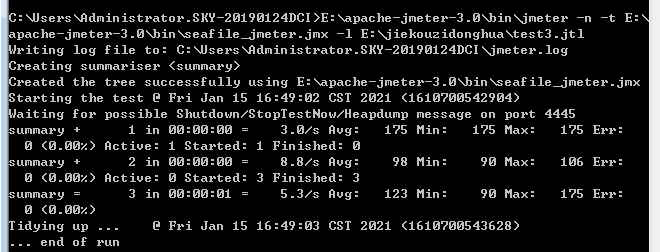 C:\Users\Administrator.SKY-20190124DCI>E:\apache-jmeter-3.0\bin\jmeter -n -t E:\
apache-jmeter-3.0\bin\seafile_jmeter.jmx -l E:\jiekouzidonghua\test3.jtl
Writing log file to: C:\Users\Administrator.SKY-20190124DCI\jmeter.log
Creating summariser <summary>
Created the tree successfully using E:\apache-jmeter-3.0\bin\seafile_jmeter.jmx
Starting the test @ Fri Jan 15 16:49:02 CST 2021 (1610700542904)
Waiting for possible Shutdown/StopTestNow/Heapdump message on port 4445
summary +      1 in 00:00:00 =    3.0/s Avg:   175 Min:   175 Max:   175 Err:
  0 (0.00%) Active: 1 Started: 1 Finished: 0
summary +      2 in 00:00:00 =    8.8/s Avg:    98 Min:    90 Max:   106 Err:
  0 (0.00%) Active: 0 Started: 3 Finished: 3
summary =      3 in 00:00:01 =    5.3/s Avg:   123 Min:    90 Max:   175 Err:
  0 (0.00%)
Tidying up ...    @ Fri Jan 15 16:49:03 CST 2021 (1610700543628)
... end of run